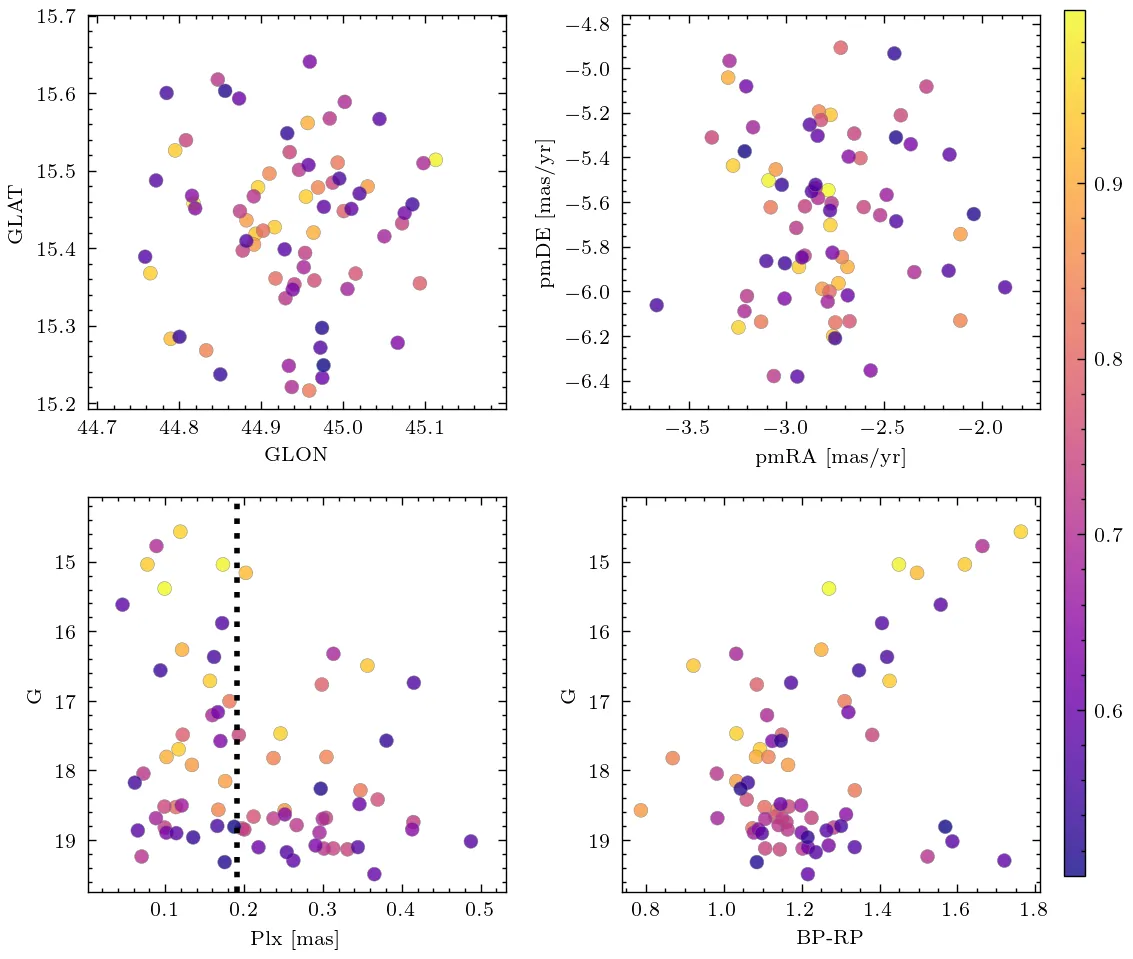 15.7
15.6
15.5
15.4
15.3
15.2
GLAT
44.7 44.8 44.9 45.0 45.1
GLON
−4.8
−5.0
−5.2
−5.4
−5.6
−5.8
−6.0
−6.2
−6.4
pmDE [mas/yr]
−3.5 −3.0 −2.5 −2.0
pmRA [mas/yr]
0.9
0.8
0.7
0.6
15
16
17
18
19
G
0.1 0.2 0.3 0.4 0.5
Plx [mas]
15
16
17
18
19
G
0.8 1.0 1.2 1.4 1.6 1.8
BP-RP